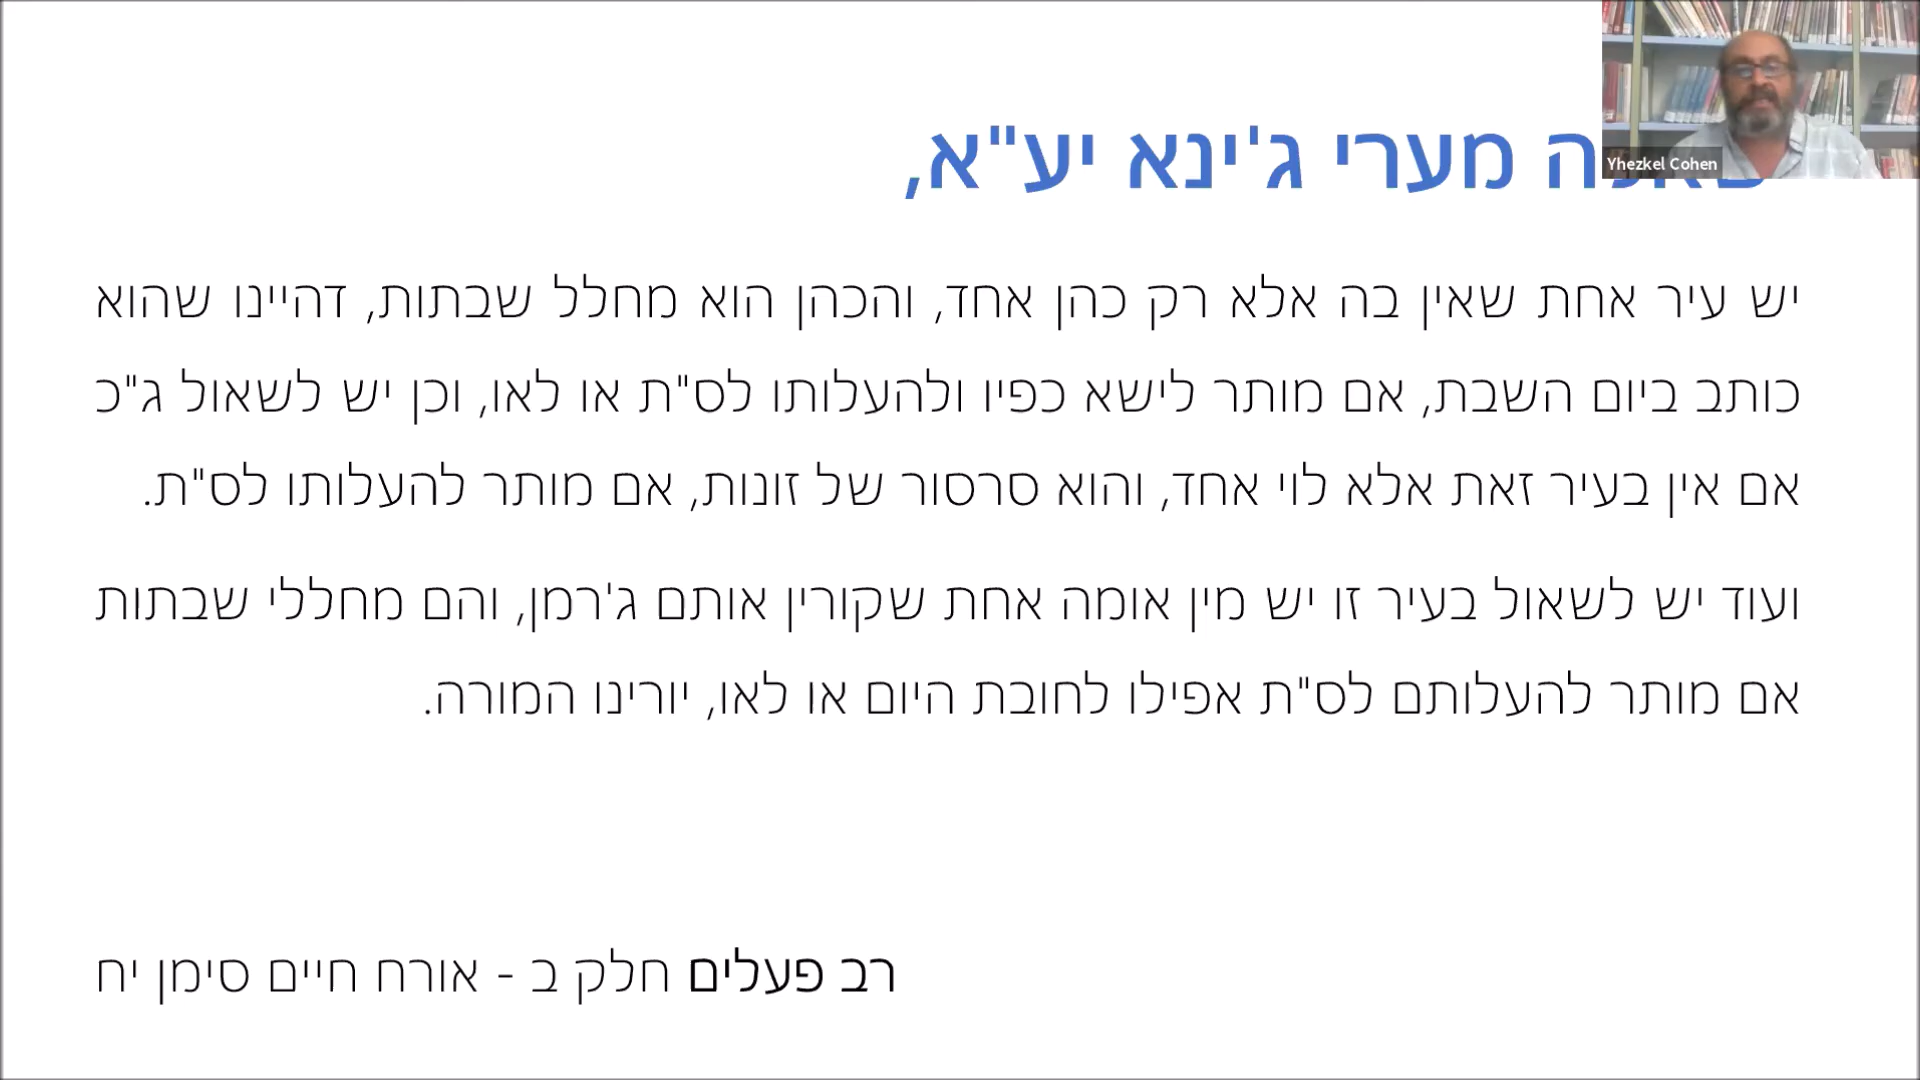 מערי ג'ינא יע"א,
Yhezkel Cohen
יש עיר אחת שאין בה אלא רק כהן אחד, והכהן הוא מחלל שבתות, דהיינו שהוא
כותב ביום השבת, אם מותר לישא כפיו ולהעלותו לס"ת או לאו, וכן יש לשאול ג"כ
אם אין בעיר זאת אלא לוי אחד, והוא סרסור של זונות, אם מותר להעלותו לס"ת.
ועוד יש לשאול בעיר זו יש מין אומה אחת שקורין אותם ג'רמן, והם מחללי שבתות
אם מותר להעלותם לס"ת אפילו לחובת היום או לאו, יורינו המורה.
רב פעלים חלק ב - אורח חיים סימן יח